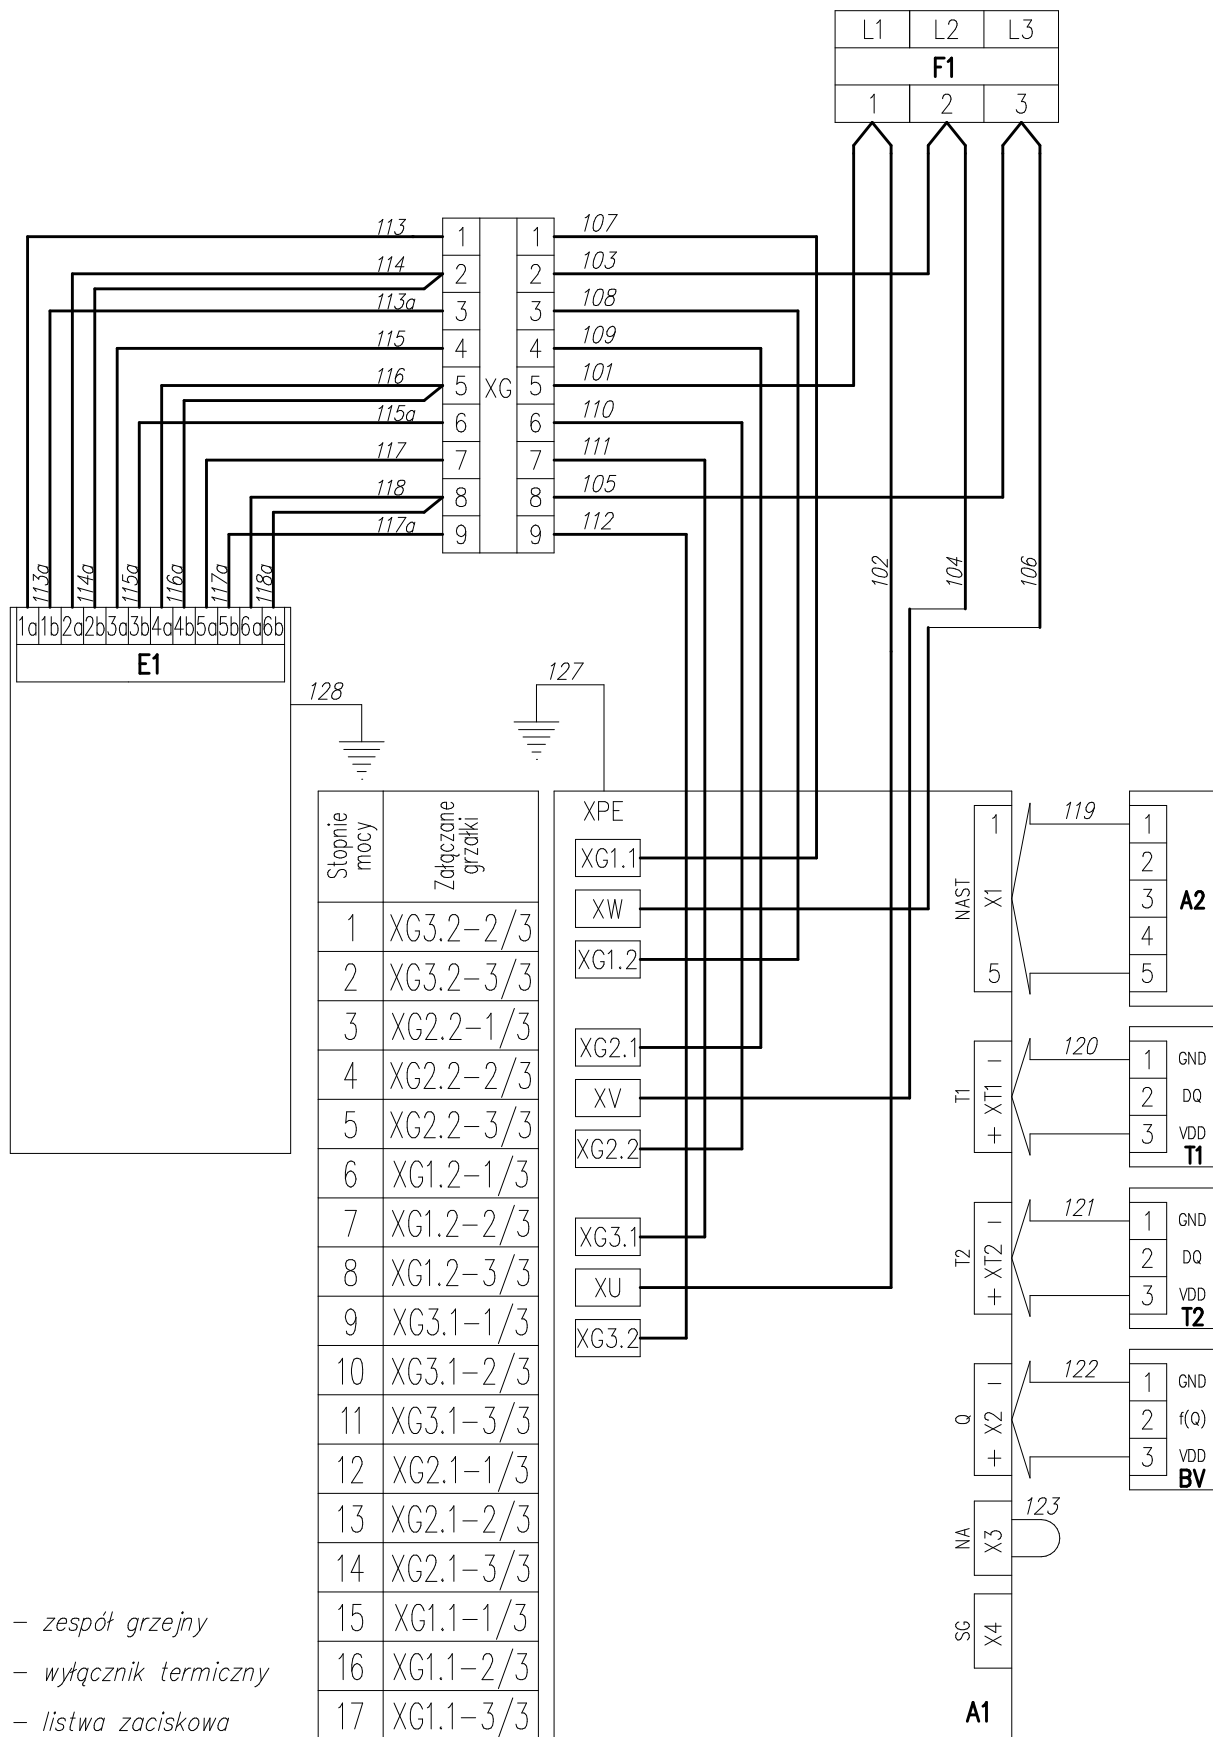 L1 L2 L3
F1
1 2 3
113 1 1 107
114 2 2 103
113a 3 3 108
115 4 4 109
116 5 XG 5 101
115a 6 6 110
117 7 7 111
118 8 8 105
117a 9 9 112
113a 114a 115a 116a 117a 118a
102 104 106
1a 1b 2a 2b 3a 3b 4a 4b 5a 5b 6a 6b
E1
128
127
Stopnie
mocy
Załączane
grzałki
1 XG3.2-2/3
2 XG3.2-3/3
3 XG2.2-1/3
4 XG2.2-2/3
5 XG2.2-3/3
6 XG1.2-1/3
7 XG1.2-2/3
8 XG1.2-3/3
9 XG3.1-1/3
10 XG3.1-2/3
11 XG3.1-3/3
12 XG2.1-1/3
13 XG2.1-2/3
14 XG2.1-3/3
15 XG1.1-1/3
16 XG1.1-2/3
17 XG1.1-3/3
XPE
XG1.1
XW
XG1.2
XG2.1
XV
XG2.2
XG3.1
XU
XG3.2
NAST
1 X1 5
119
1
2
3
4
5
A2
T1
+ XT1 -
120
1 GND
2 DQ
3 VDD
T1
T2
+ XT2 -
121
1 GND
2 DQ
3 VDD
T2
Q
+ X2 -
122
1 GND
2 f(Q)
3 VDD
BV
NA
X3
123
SG
X4
A1
- zespół grzejny
- wyłącznik termiczny
- listwa zaciskowa